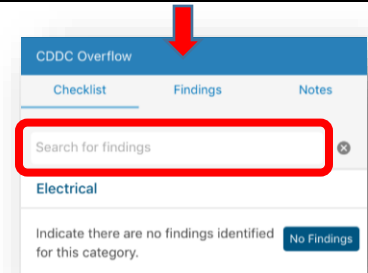 CDDC Overflow
Checklist Findings Notes
Search for findings
Electrical
Indicate there are no findings identified No Findings
for this category.